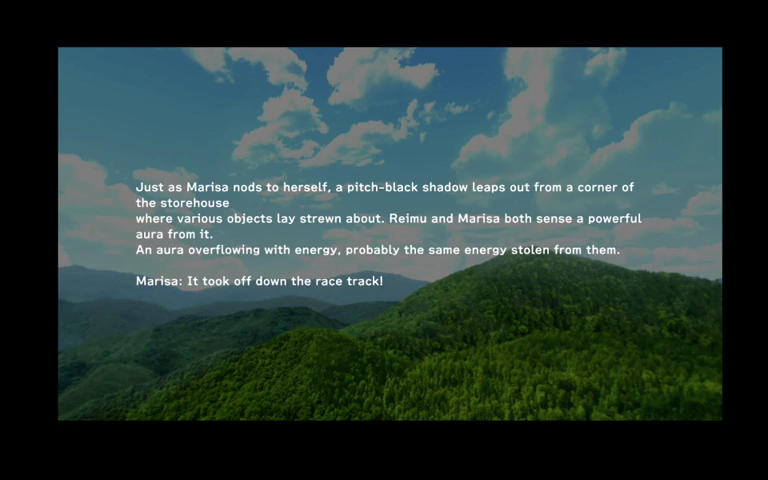 Just as Marisa nods to herself, a pitch-black shadow leaps out from a corner of
the storehouse
where various objects lay strewn about. Reimu and Marisa both sense a powerful
aura from it.
An aura overflowing with energy, probably the same energy stolen from them.
Marisa: It took off down the race track!